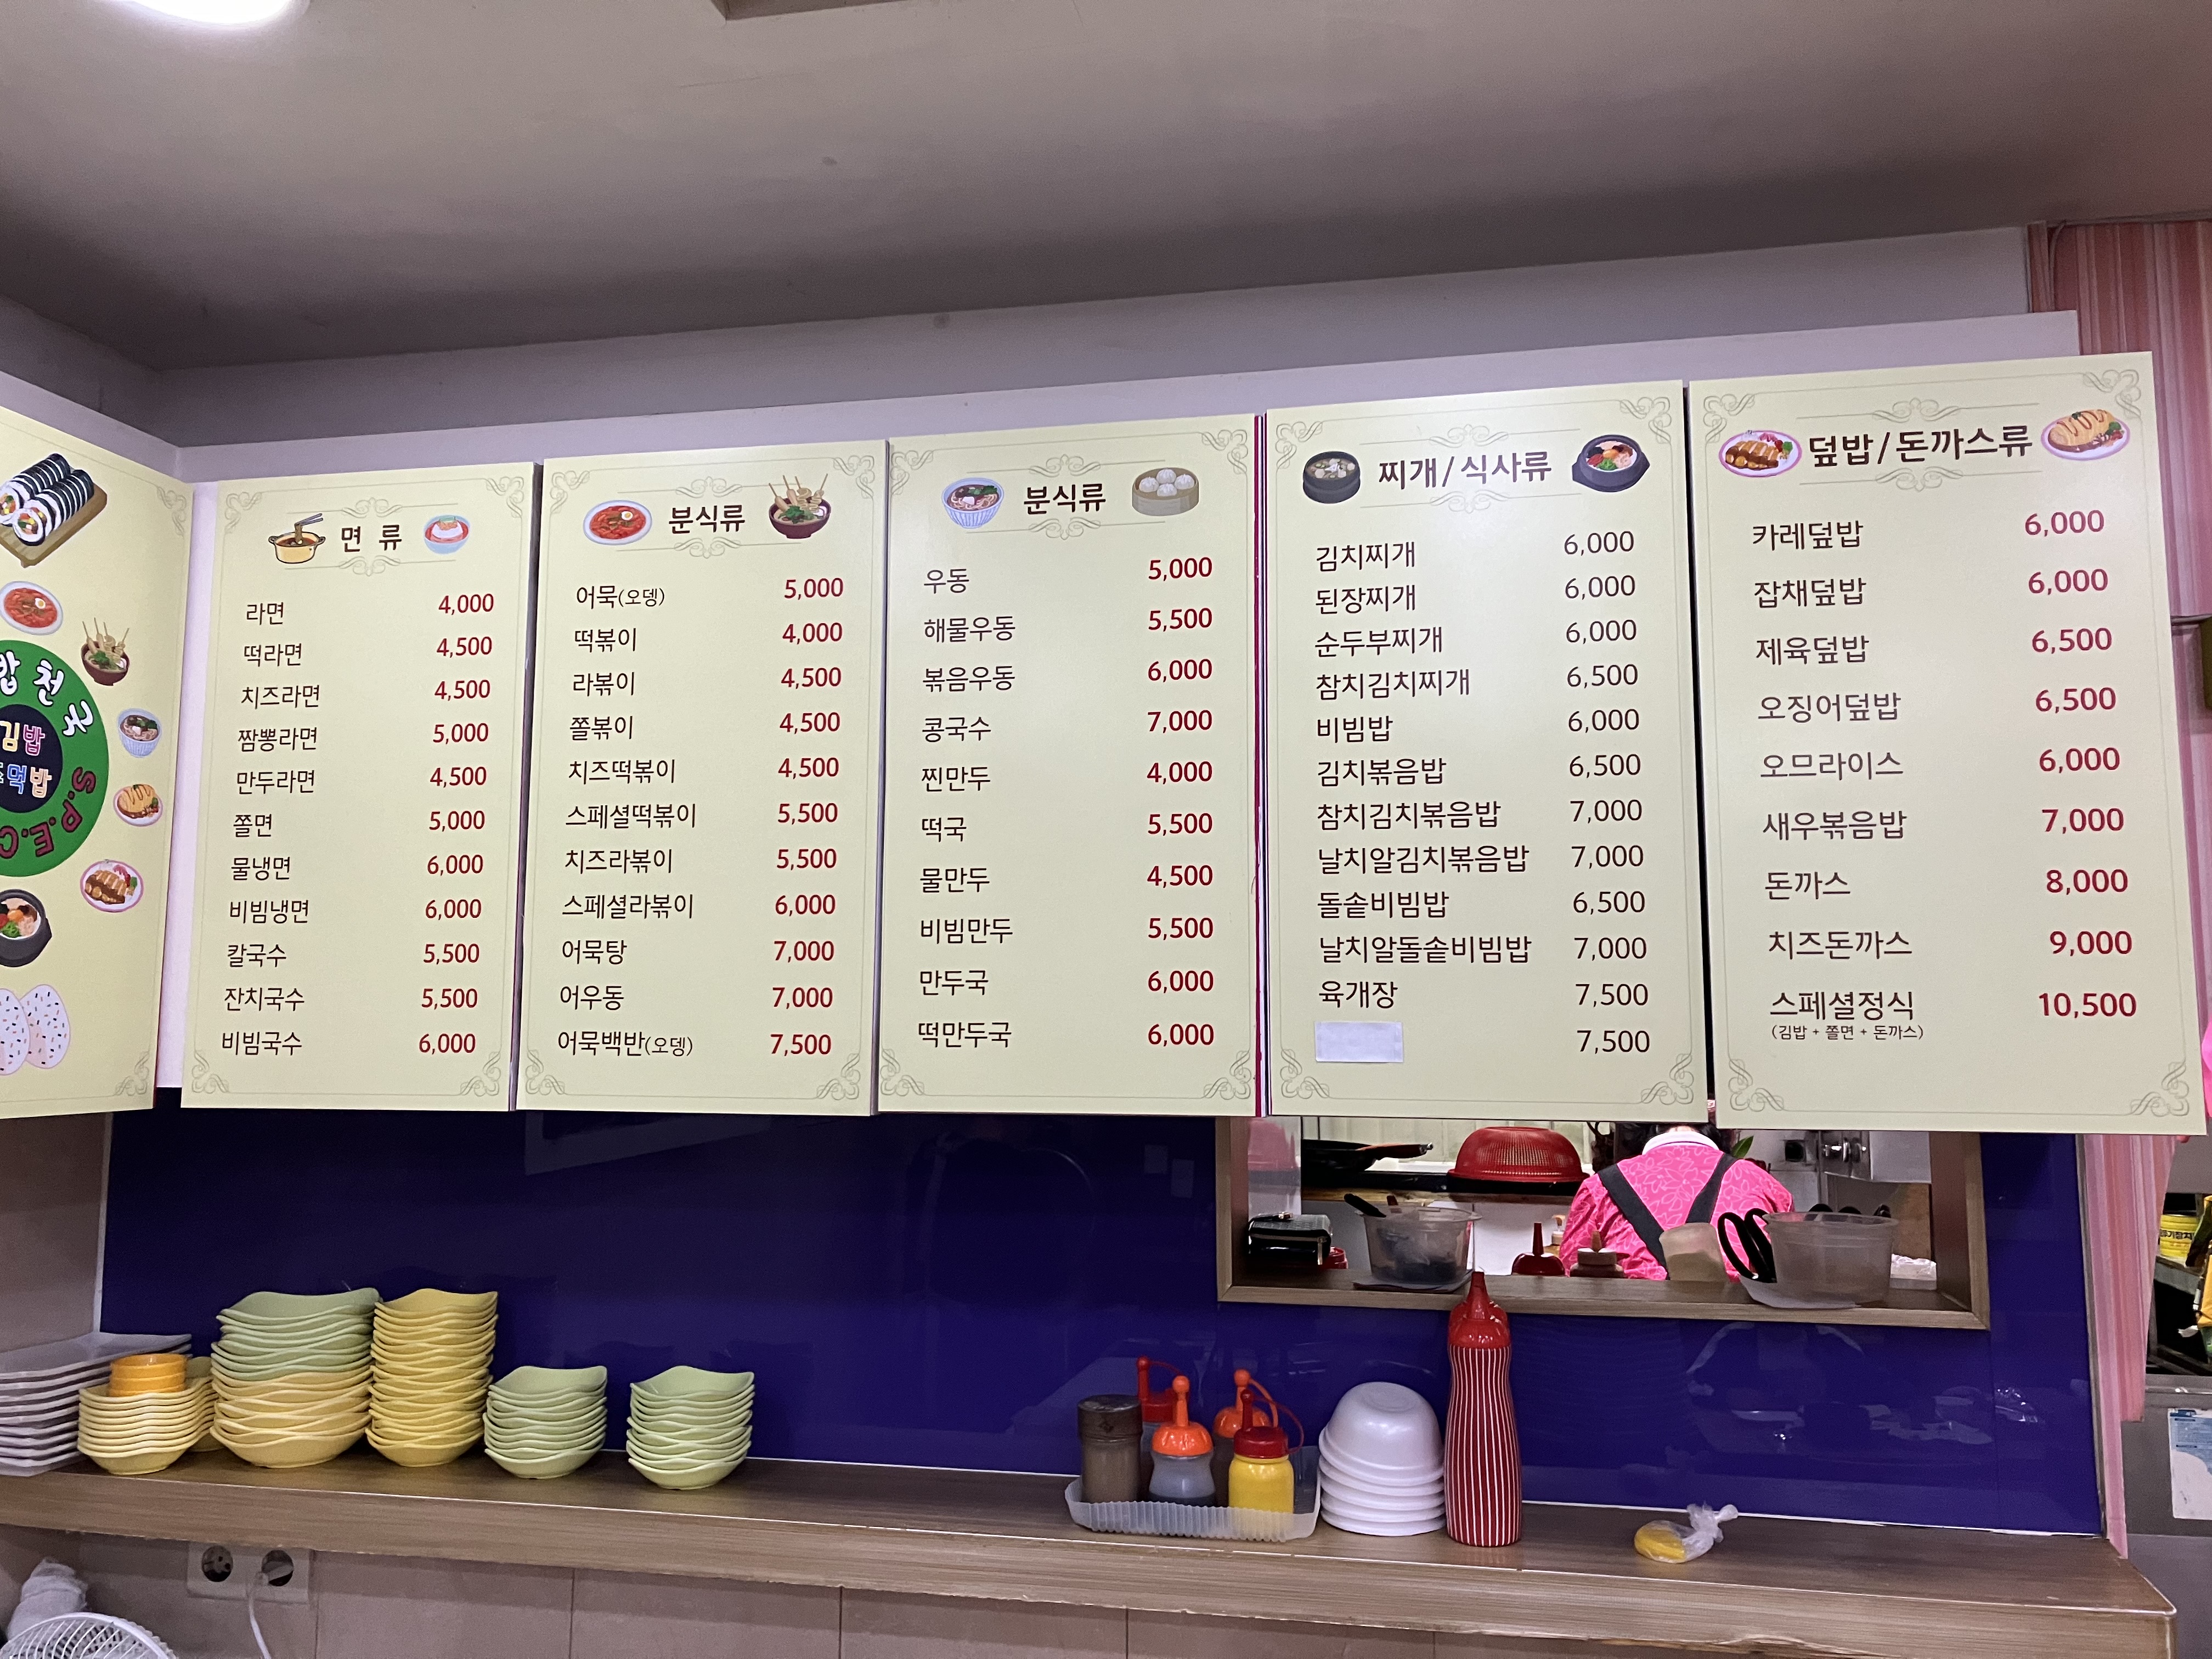 천
김밥
먹밥
S.P.E.C
면 류
라면 4,000
떡라면 4,500
치즈라면 4,500
짬뽕라면 5,000
만두라면 4,500
쫄면 5,000
물냉면 6,000
비빔냉면 6,000
칼국수 5,500
잔치국수 5,500
비빔국수 6,000
분식류
어묵(오뎅) 5,000
떡볶이 4,000
라볶이 4,500
쫄볶이 4,500
치즈떡볶이 4,500
스페셜떡볶이 5,500
치즈라볶이 5,500
스페셜라볶이 6,000
어묵탕 7,000
어우동 7,000
어묵백반(오뎅) 7,500
분식류
우동 5,000
해물우동 5,500
볶음우동 6,000
콩국수 7,000
찐만두 4,000
떡국 5,500
물만두 4,500
비빔만두 5,500
만두국 6,000
떡만두국 6,000
찌개/식사류
김치찌개 6,000
된장찌개 6,000
순두부찌개 6,000
참치김치찌개 6,500
비빔밥 6,000
김치볶음밥 6,500
참치김치볶음밥 7,000
날치알김치볶음밥 7,000
돌솥비빔밥 6,500
날치알돌솥비빔밥 7,000
육개장 7,500
7,500
덮밥/돈까스류
카레덮밥 6,000
잡채덮밥 6,000
제육덮밥 6,500
오징어덮밥 6,500
오므라이스 6,000
새우볶음밥 7,000
돈까스 8,000
치즈돈까스 9,000
스페셜정식 10,500
(김밥 + 쫄면 + 돈까스)